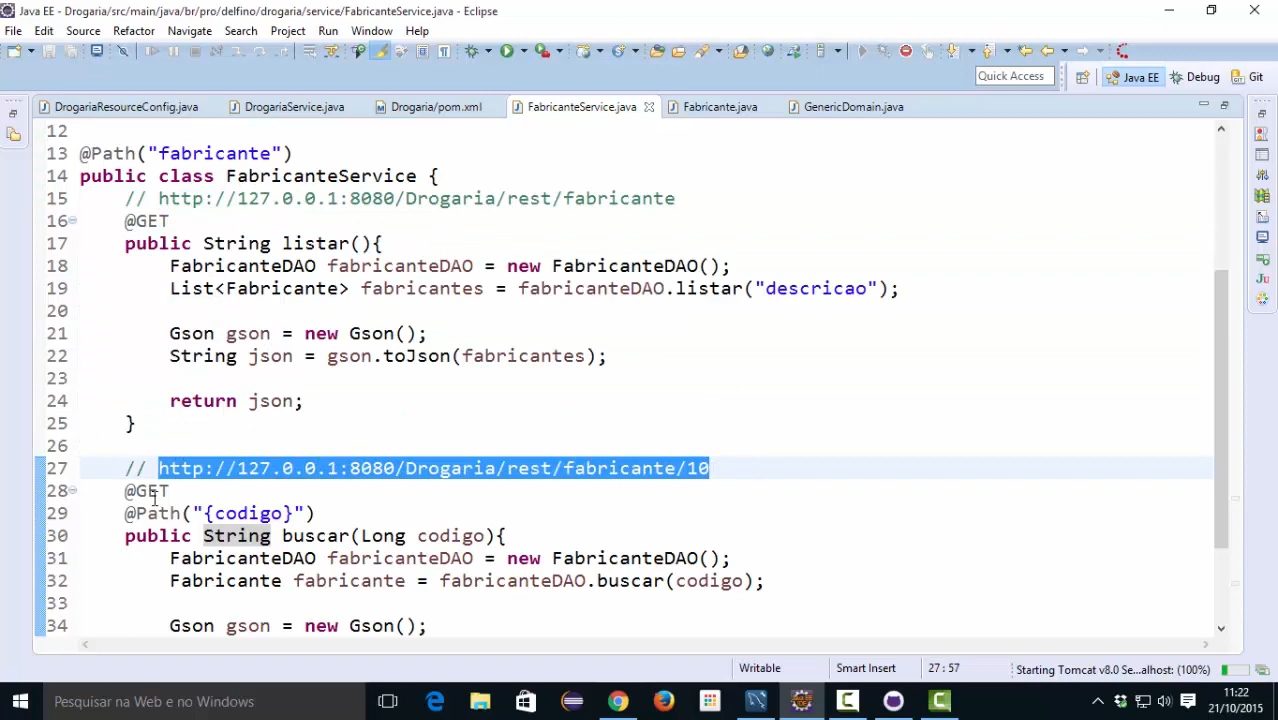 Java EE - Drogaria/src/main/java/br/pro/delfino/drogaria/service/FabricanteService.java - Eclipse
File Edit Source Refactor Navigate Search Project Run Window Help
Quick Access Java EE Debug Git
DrogariaResourceConfig.java DrogariaService.java Drogaria/pom.xml FabricanteService.java Fabricante.java GenericDomain.java
12
13 @Path("fabricante")
14 public class FabricanteService {
15 // http://127.0.0.1:8080/Drogaria/rest/fabricante
16 @GET
17 public String listar(){
18 FabricanteDAO fabricanteDAO = new FabricanteDAO();
19 List<Fabricante> fabricantes = fabricanteDAO.listar("descricao");
20
21 Gson gson = new Gson();
22 String json = gson.toJson(fabricantes);
23
24 return json;
25 }
26
27 // http://127.0.0.1:8080/Drogaria/rest/fabricante/10
28 @GET
29 @Path("{codigo}")
30 public String buscar(Long codigo){
31 FabricanteDAO fabricanteDAO = new FabricanteDAO();
32 Fabricante fabricante = fabricanteDAO.buscar(codigo);
33
34 Gson gson = new Gson();
Writable Smart Insert 27 : 57 Starting Tomcat v8.0 Se...alhost: (100%)
Pesquisar na Web e no Windows
11:22
21/10/2015